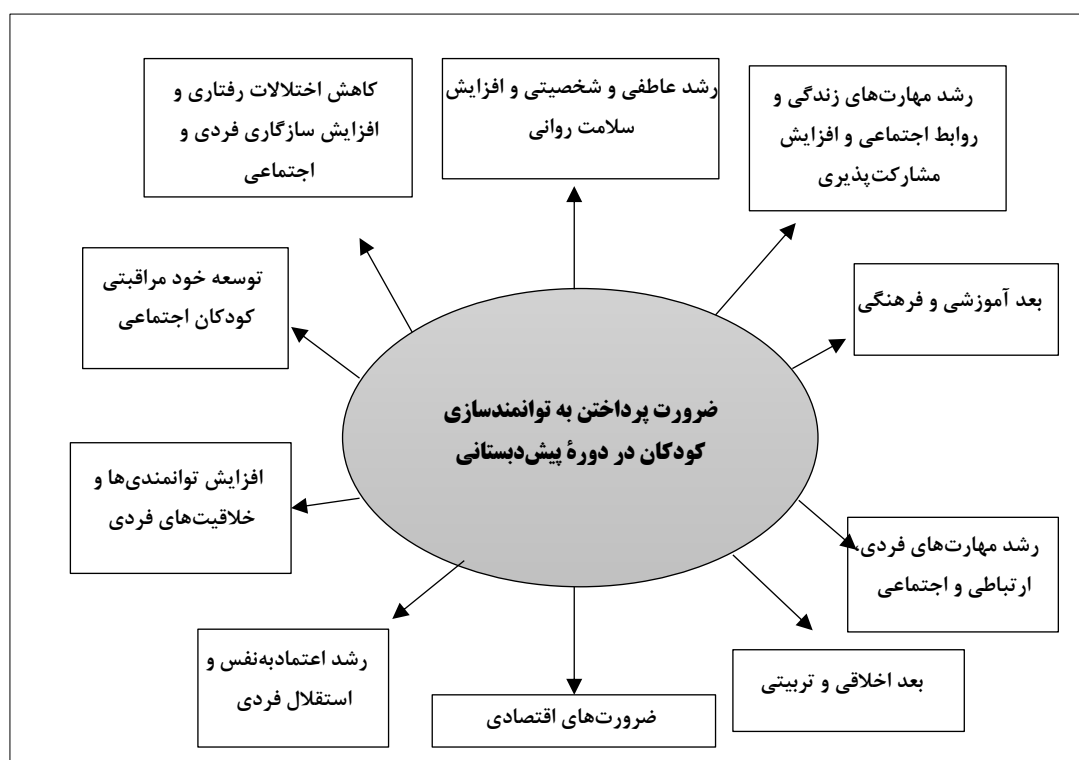 رشد مهارت‌های زندگی و
روابط اجتماعی و افزایش
مشارکت‌پذیری
رشد عاطفی و شخصیتی و افزایش
سلامت روانی
کاهش اختلالات رفتاری و
افزایش سازگاری فردی و
اجتماعی
بعد آموزشی و فرهنگی
توسعه خود مراقبتی
کودکان اجتماعی
ضرورت پرداختن به توانمندسازی
کودکان در دورۀ پیش‌دبستانی
افزایش توانمندی‌ها و
خلاقیت‌های فردی
رشد مهارت‌های فردی،
ارتباطی و اجتماعی
رشد اعتمادبه‌نفس و
استقلال فردی
ضرورت‌های اقتصادی
بعد اخلاقی و تربیتی